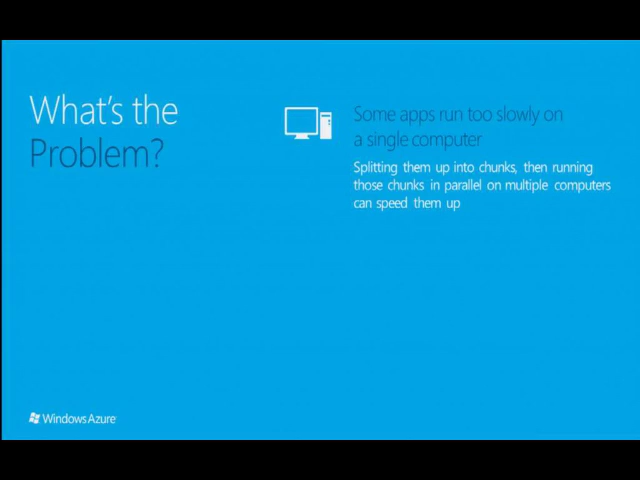 What's the
Problem?
Some apps run too slowly on
a single computer
Splitting them up into chunks, then running
those chunks in parallel on multiple computers
can speed them up
Windows Azure